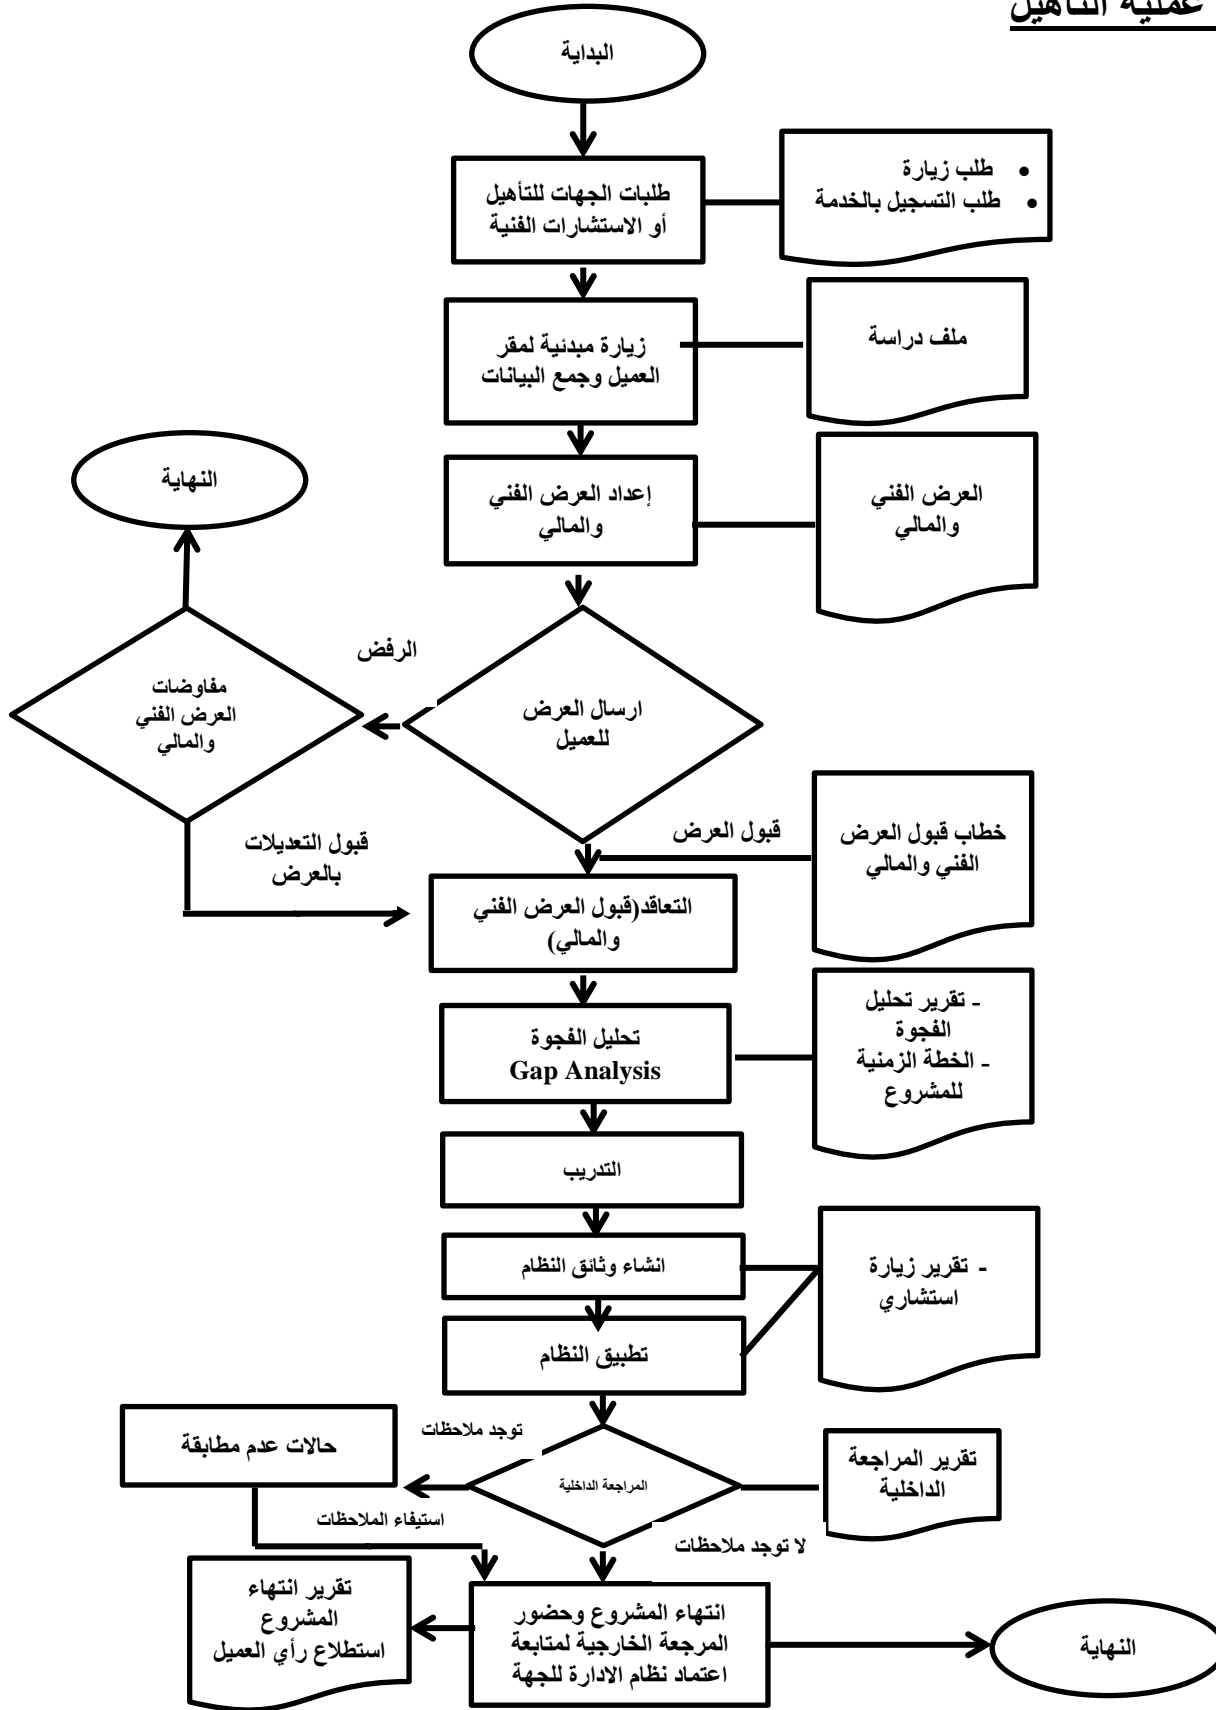 عملية التأهيل
البداية
طلبات الجهات للتأهيل
أو الاستشارات الفنية
• طلب زيارة
• طلب التسجيل بالخدمة
زيارة مبدئية لمقر
العميل وجمع البيانات
ملف دراسة
إعداد العرض الفني
والمالي
العرض الفني
والمالي
النهاية
ارسال العرض
للعميل
الرفض
مفاوضات
العرض الفني
والمالي
قبول التعديلات
بالعرض
قبول العرض
خطاب قبول العرض
الفني والمالي
التعاقد(قبول العرض الفني
والمالي)
تحليل الفجوة
Gap Analysis
- تقرير تحليل
الفجوة
- الخطة الزمنية
للمشروع
التدريب
انشاء وثائق النظام
تطبيق النظام
- تقرير زيارة
استشاري
المراجعة الداخلية
توجد ملاحظات
حالات عدم مطابقة
استيفاء الملاحظات
تقرير المراجعة
الداخلية
لا توجد ملاحظات
انتهاء المشروع وحضور
المرجعة الخارجية لمتابعة
اعتماد نظام الادارة للجهة
تقرير انتهاء
المشروع
استطلاع رأي العميل
النهاية